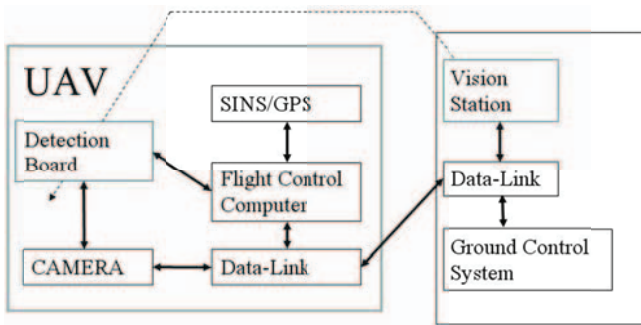 UAV
SINS/GPS
Detection
Board
Flight Control
Computer
CAMERA
Data-Link
Vision
Station
Data-Link
Ground Control
System